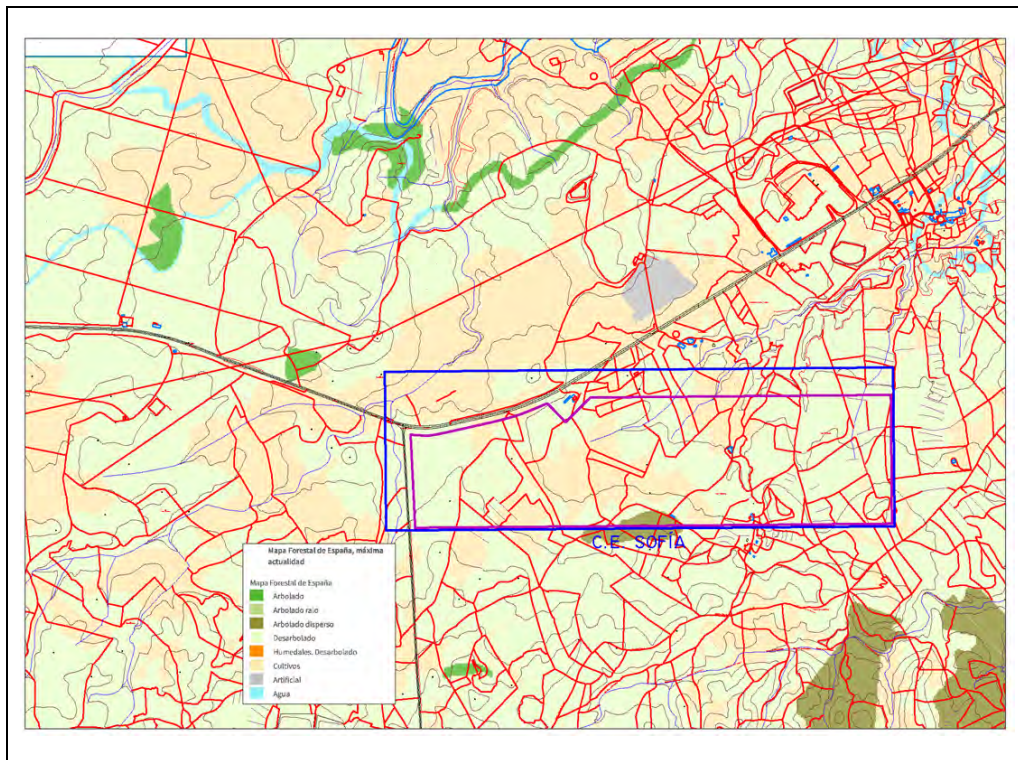 C.E. SOFÍA
Mapa Forestal de España, máxima
actualidad
Mapa Forestal de España
Arbolado
Arbolado ralo
Arbolado disperso
Desarbolado
Humedales. Desarbolado
Cultivos
Artificial
Agua